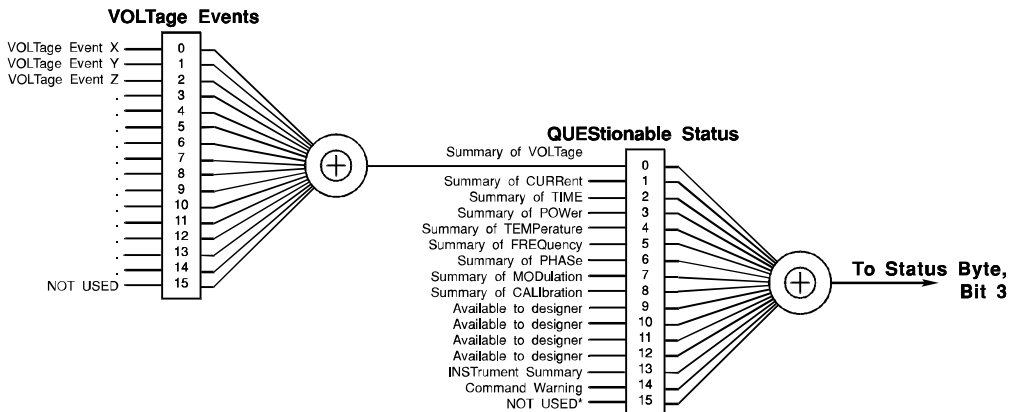 VOLTage Events
VOLTage Event X 0
VOLTage Event Y 1
VOLTage Event Z 2
. 3
. 4
. 5
. 6
. 7
. 8
. 9
. 10
. 11
. 12
. 13
. 14
NOT USED 15
QUEStionable Status
Summary of VOLTage 0
Summary of CURRent 1
Summary of TIME 2
Summary of POWer 3
Summary of TEMPerature 4
Summary of FREQuency 5
Summary of PHASe 6
Summary of MODulation 7
Summary of CALIbration 8
Available to designer 9
Available to designer 10
Available to designer 11
Available to designer 12
INSTrument Summary 13
Command Warning 14
NOT USED* 15
To Status Byte,
Bit 3